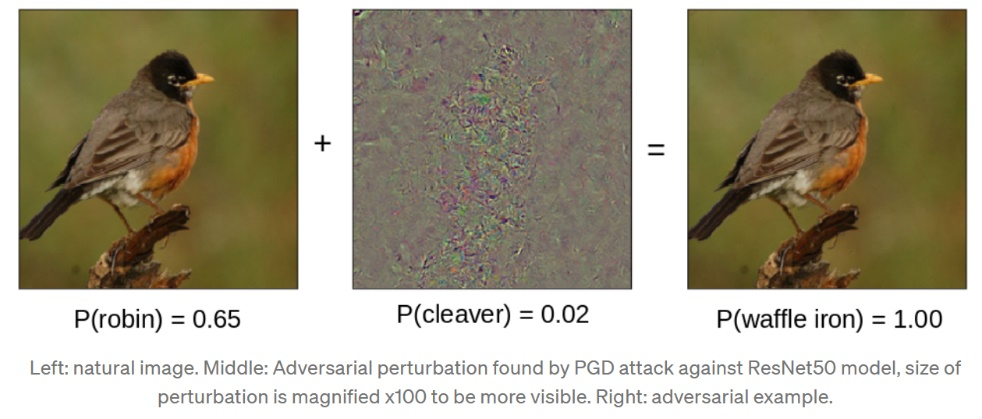 +
=
P(robin) = 0.65
P(cleaver) = 0.02
P(waffle iron) = 1.00
Left: natural image. Middle: Adversarial perturbation found by PGD attack against ResNet50 model, size of
perturbation is magnified x100 to be more visible. Right: adversarial example.